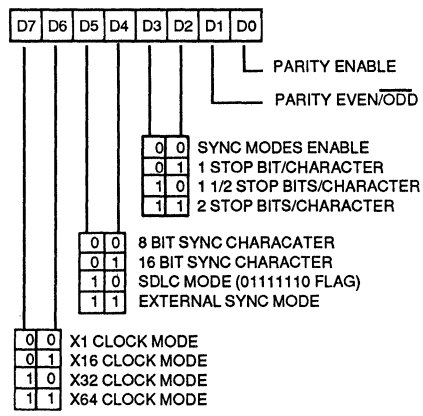 D7 D6 D5 D4 D3 D2 D1 D0
PARITY ENABLE
PARITY EVEN/ODD
0 0 SYNC MODES ENABLE
0 1 1 STOP BIT/CHARACTER
1 0 1 1/2 STOP BITS/CHARACTER
1 1 2 STOP BITS/CHARACTER
0 0 8 BIT SYNC CHARACATER
0 1 16 BIT SYNC CHARACTER
1 0 SDLC MODE (01111110 FLAG)
1 1 EXTERNAL SYNC MODE
0 0 X1 CLOCK MODE
0 1 X16 CLOCK MODE
1 0 X32 CLOCK MODE
1 1 X64 CLOCK MODE